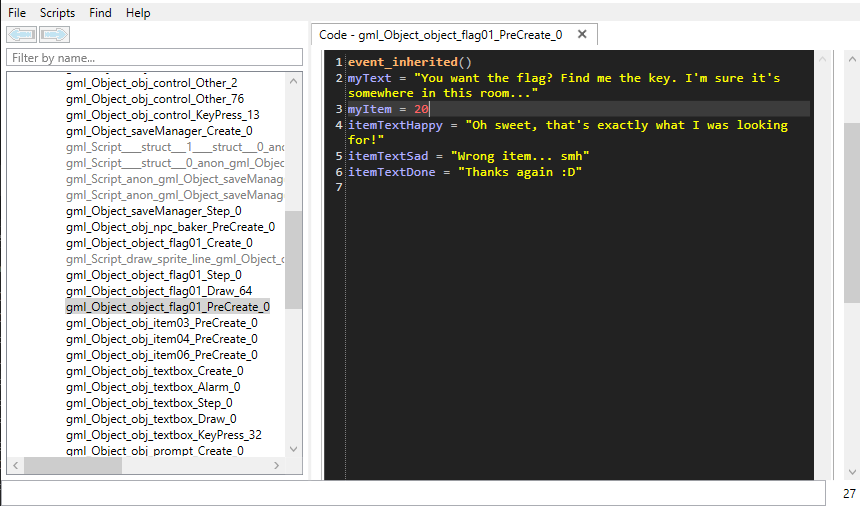 File Scripts Find Help
Code - gml_Object_object_flag01_PreCreate_0
Filter by name...
gml_Object_obj_control_Other_2
gml_Object_obj_control_Other_76
gml_Object_obj_control_KeyPress_13
gml_Object_saveManager_Create_0
gml_Script____struct___1____struct__0_anc
gml_Script____struct___0_anon_gml_Objec
gml_Script_anon_gml_Object_saveManag
gml_Script_anon_gml_Object_saveManag
gml_Object_saveManager_Step_0
gml_Object_obj_npc_baker_PreCreate_0
gml_Object_object_flag01_Create_0
gml_Script_draw_sprite_line_gml_Object_c
gml_Object_object_flag01_Step_0
gml_Object_object_flag01_Draw_64
gml_Object_object_flag01_PreCreate_0
gml_Object_obj_item03_PreCreate_0
gml_Object_obj_item04_PreCreate_0
gml_Object_obj_item06_PreCreate_0
gml_Object_obj_textbox_Create_0
gml_Object_obj_textbox_Alarm_0
gml_Object_obj_textbox_Step_0
gml_Object_obj_textbox_Draw_0
gml_Object_obj_textbox_KeyPress_32
gml_Object_obj_prompt_Create_0
1 event_inherited()
2 myText = "You want the flag? Find me the key. I'm sure it's
somewhere in this room..."
3 myItem = 20
4 itemTextHappy = "Oh sweet, that's exactly what I was looking
for!"
5 itemTextSad = "Wrong item... smh"
6 itemTextDone = "Thanks again :D"
7
27